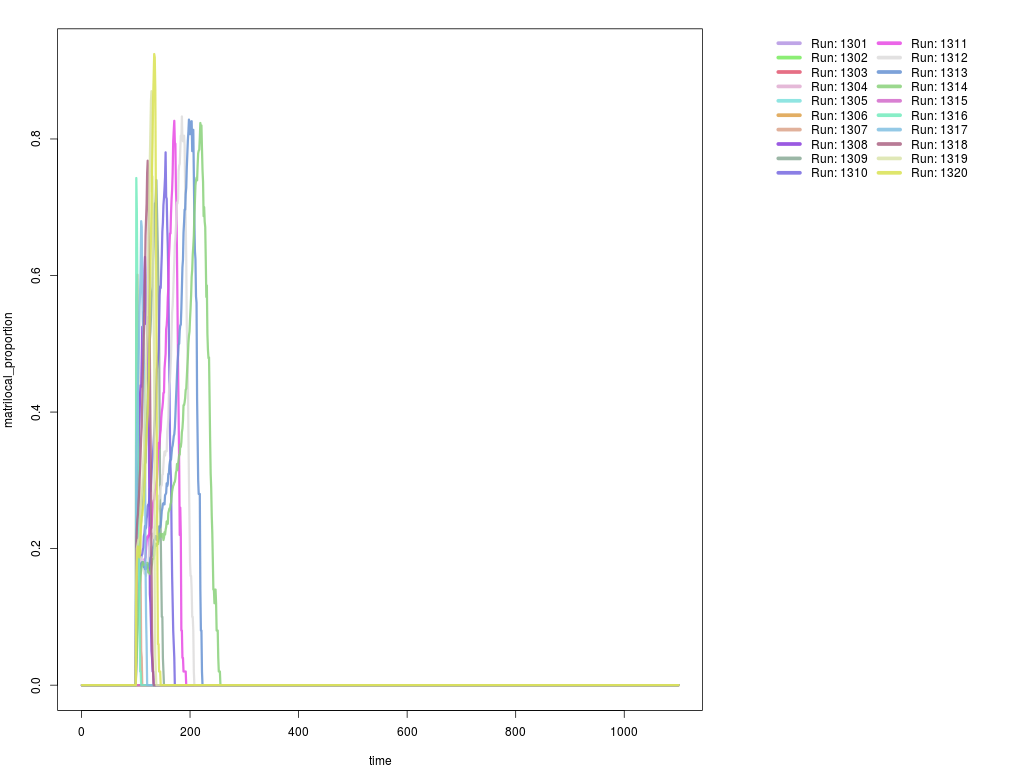 matrilocal_proportion
0.8
0.6
0.4
0.2
0.0
0 200 400 600 800 1000
time
Run: 1301 Run: 1311
Run: 1302 Run: 1312
Run: 1303 Run: 1313
Run: 1304 Run: 1314
Run: 1305 Run: 1315
Run: 1306 Run: 1316
Run: 1307 Run: 1317
Run: 1308 Run: 1318
Run: 1309 Run: 1319
Run: 1310 Run: 1320